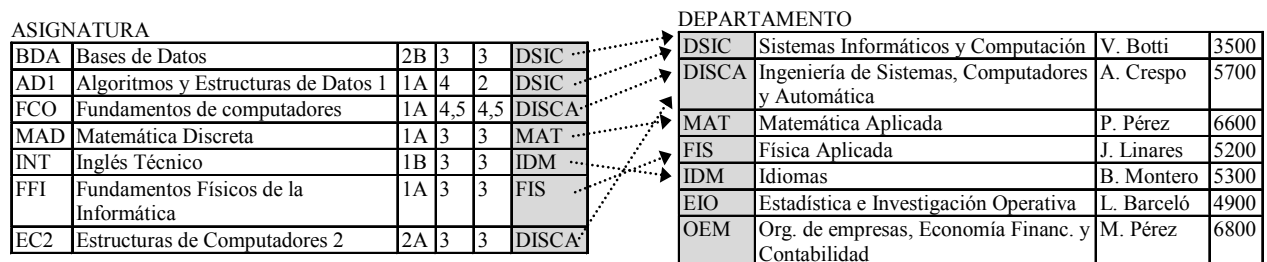 ASIGNATURA
BDA Bases de Datos 2B 3 3 DSIC
AD1 Algoritmos y Estructuras de Datos 1 1A 4 2 DSIC
FCO Fundamentos de computadores 1A 4,5 4,5 DISCA
MAD Matemática Discreta 1A 3 3 MAT
INT Inglés Técnico 1B 3 3 IDM
FFI Fundamentos Físicos de la 1A 3 3 FIS
Informática
EC2 Estructuras de Computadores 2 2A 3 3 DISCA
DEPARTAMENTO
DSIC Sistemas Informáticos y Computación V. Botti 3500
DISCA Ingeniería de Sistemas, Computadores A. Crespo 5700
y Automática
MAT Matemática Aplicada P. Pérez 6600
FIS Física Aplicada J. Linares 5200
IDM Idiomas B. Montero 5300
EIO Estadística e Investigación Operativa L. Barceló 4900
OEM Org. de empresas, Economía Financ. y M. Pérez 6800
Contabilidad